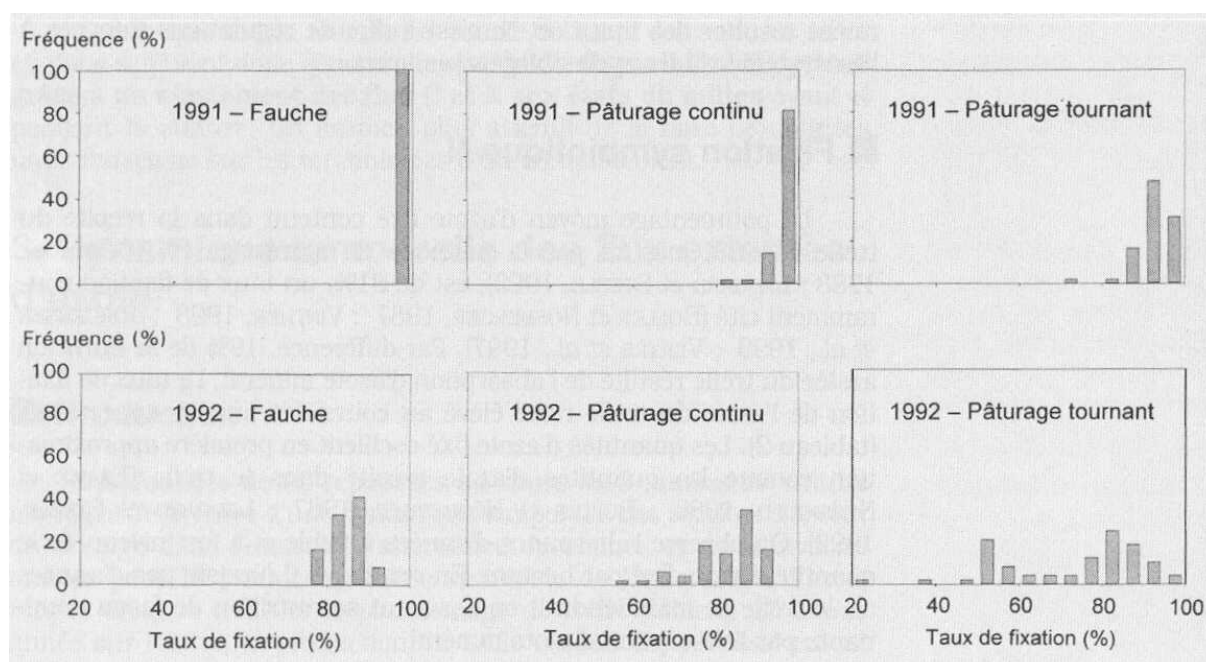 Fréquence (%)
100
80
60
40
20
0
1991 – Fauche
1991 – Pâturage continu
1991 – Pâturage tournant
Fréquence (%)
100
80
60
40
20
0
1992 – Fauche
1992 – Pâturage continu
1992 – Pâturage tournant
20 40 60 80 100 20 40 60 80 100 20 40 60 80 100
Taux de fixation (%) Taux de fixation (%) Taux de fixation (%)